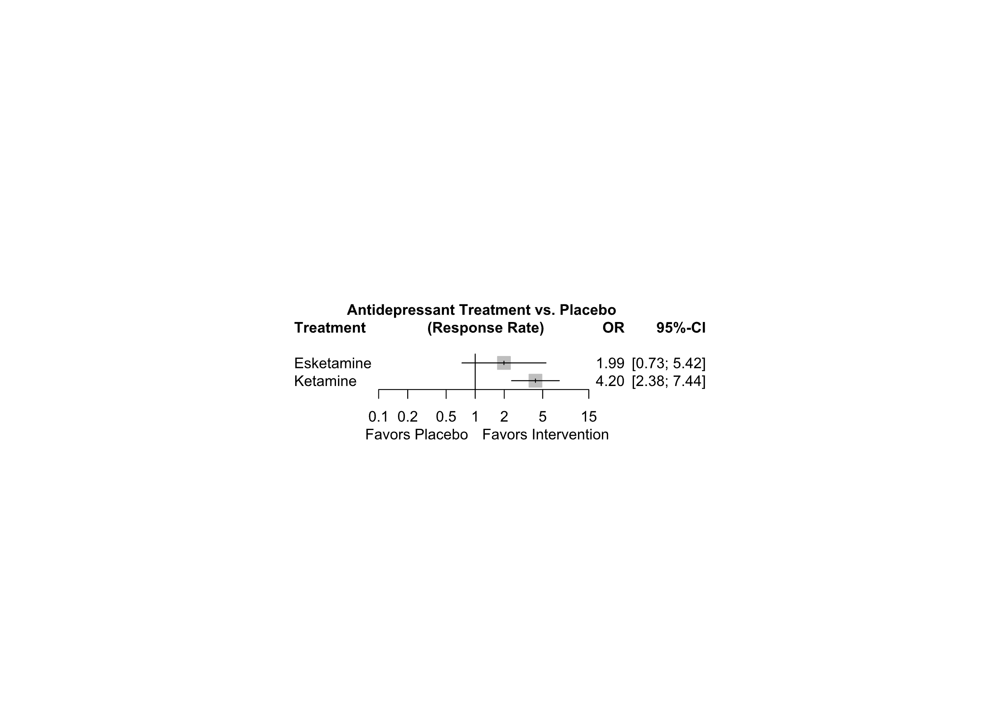 Antidepressant Treatment vs. Placebo
Treatment (Response Rate) OR 95%-CI
Esketamine 1.99 [0.73; 5.42]
Ketamine 4.20 [2.38; 7.44]
0.1 0.2 0.5 1 2 5 15
Favors Placebo Favors Intervention